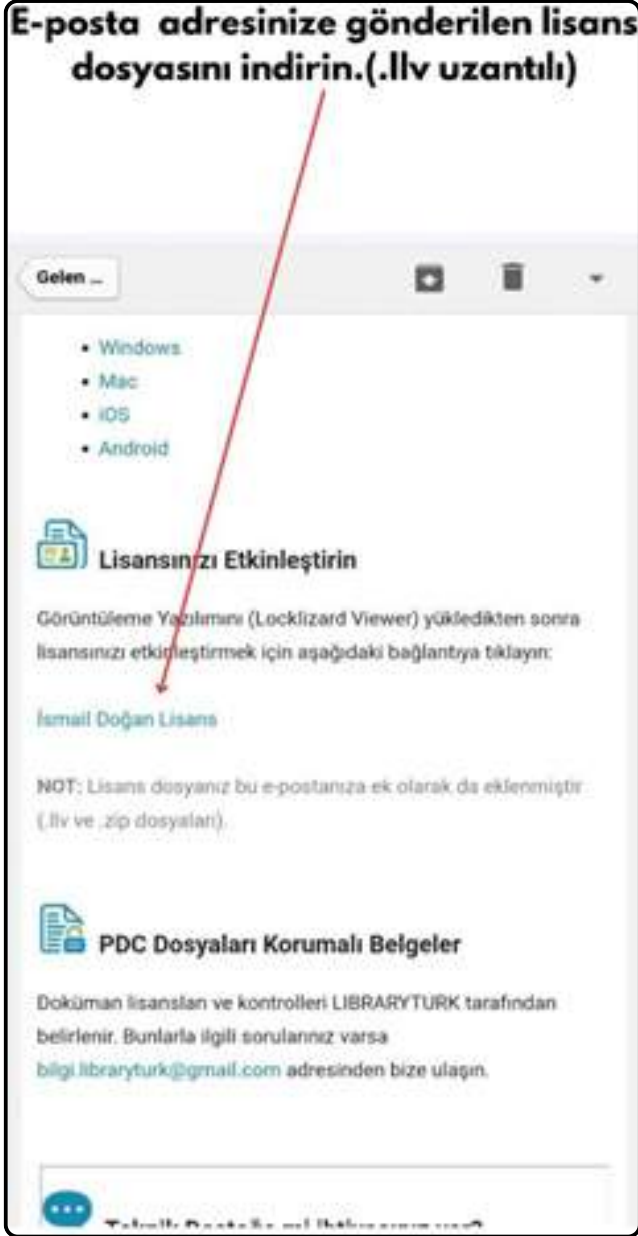 E-posta adresinize gönderilen lisans
dosyasını indirin.(.llv uzantılı)
Gelen ...
Windows
Mac
iOS
Android
Lisansınızı Etkinleştirin
Görüntüleme Yazılımını (Locklizard Viewer) yükledikten sonra
lisansınızı etkinleştirmek için aşağıdaki bağlantıya tıklayın:
İsmail Doğan Lisans
NOT: Lisans dosyanız bu e-postanıza ek olarak da eklenmiştir
(.llv ve .zip dosyaları).
PDC Dosyaları Korumalı Belgeler
Doküman lisansları ve kontrolleri LIBRARYTURK tarafından
belirlenir. Bunlarla ilgili sorularınız varsa
bilgi.libraryturk@gmail.com adresinden bize ulaşın.